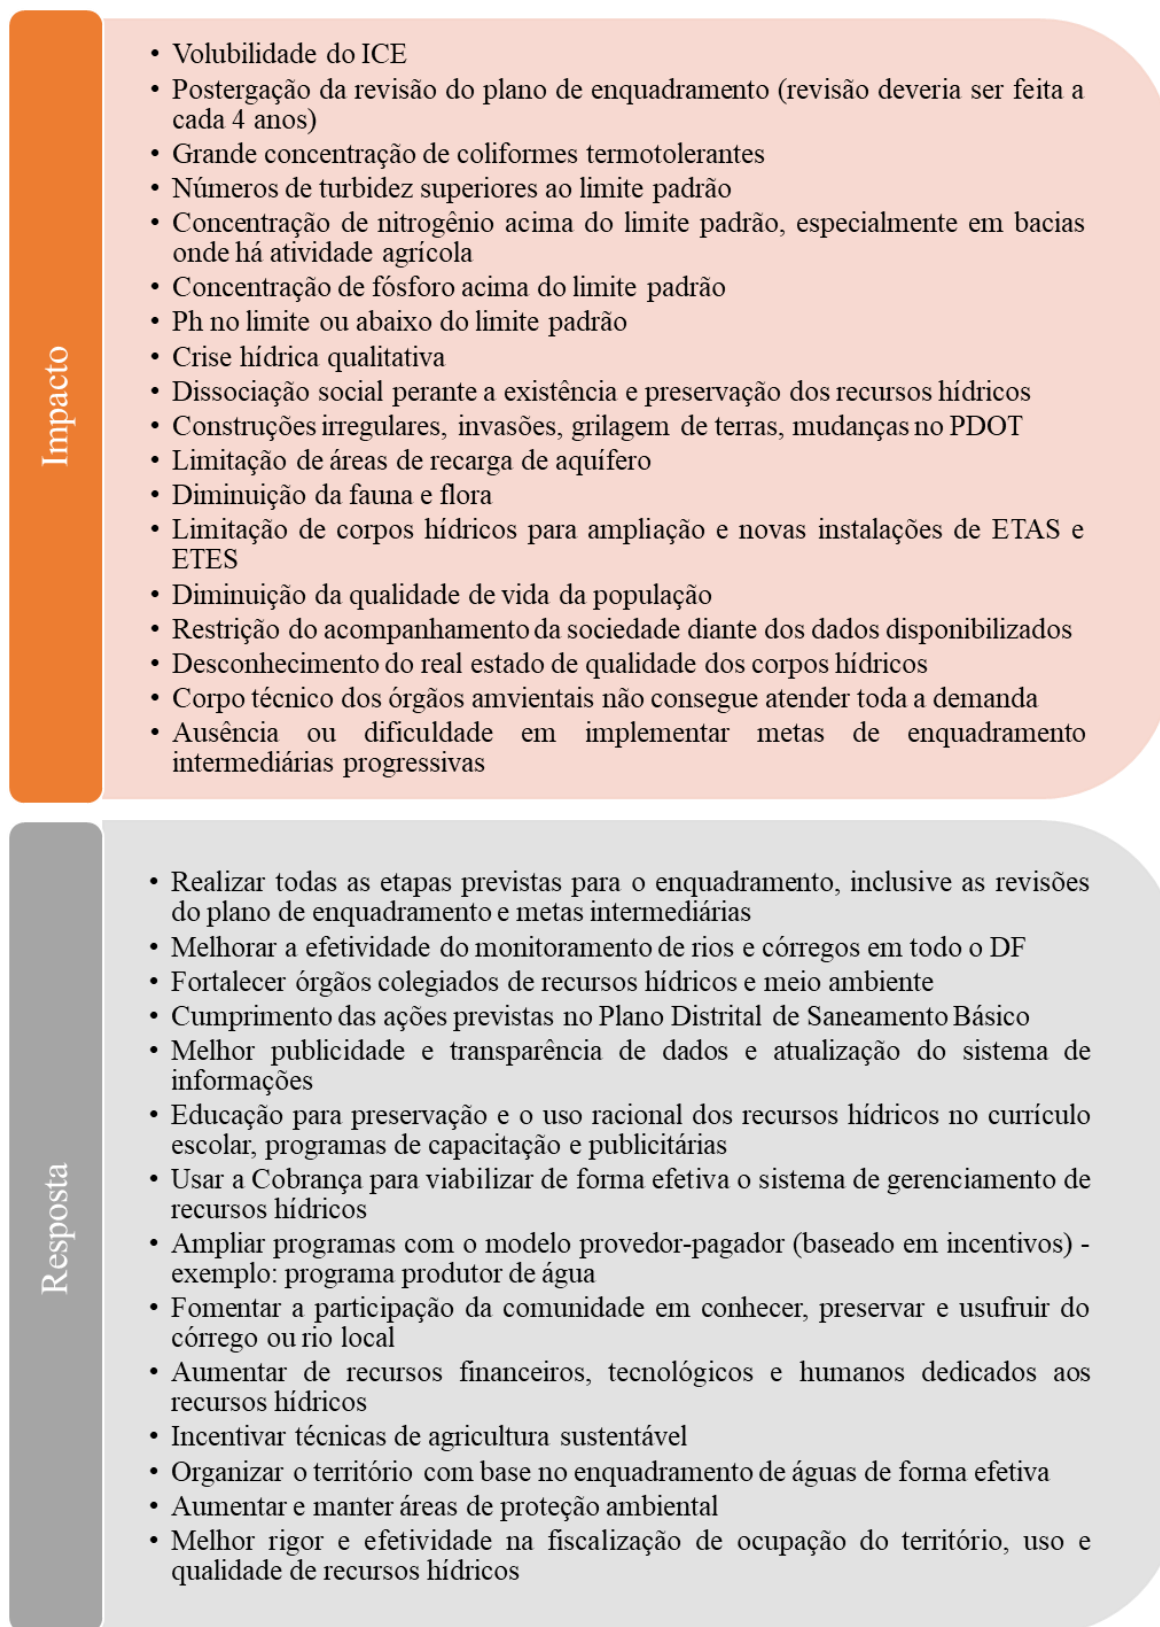 Impacto
• Volubilidade do ICE
• Postergação da revisão do plano de enquadramento (revisão deveria ser feita a
cada 4 anos)
• Grande concentração de coliformes termotolerantes
• Números de turbidez superiores ao limite padrão
• Concentração de nitrogênio acima do limite padrão, especialmente em bacias
onde há atividade agrícola
• Concentração de fósforo acima do limite padrão
• Ph no limite ou abaixo do limite padrão
• Crise hídrica qualitativa
• Dissociação social perante a existência e preservação dos recursos hídricos
• Construções irregulares, invasões, grilagem de terras, mudanças no PDOT
• Limitação de áreas de recarga de aquífero
• Diminuição da fauna e flora
• Limitação de corpos hídricos para ampliação e novas instalações de ETAS e
ETES
• Diminuição da qualidade de vida da população
• Restrição do acompanhamento da sociedade diante dos dados disponibilizados
• Desconhecimento do real estado de qualidade dos corpos hídricos
• Corpo técnico dos órgãos amvientais não consegue atender toda a demanda
• Ausência ou dificuldade em implementar metas de enquadramento
intermediárias progressivas
Resposta
• Realizar todas as etapas previstas para o enquadramento, inclusive as revisões
do plano de enquadramento e metas intermediárias
• Melhorar a efetividade do monitoramento de rios e córregos em todo o DF
• Fortalecer órgãos colegiados de recursos hídricos e meio ambiente
• Cumprimento das ações previstas no Plano Distrital de Saneamento Básico
• Melhor publicidade e transparência de dados e atualização do sistema de
informações
• Educação para preservação e o uso racional dos recursos hídricos no currículo
escolar, programas de capacitação e publicitárias
• Usar a Cobrança para viabilizar de forma efetiva o sistema de gerenciamento de
recursos hídricos
• Ampliar programas com o modelo provedor-pagador (baseado em incentivos) -
exemplo: programa produtor de água
• Fomentar a participação da comunidade em conhecer, preservar e usufruir do
córrego ou rio local
• Aumentar de recursos financeiros, tecnológicos e humanos dedicados aos
recursos hídricos
• Incentivar técnicas de agricultura sustentável
• Organizar o território com base no enquadramento de águas de forma efetiva
• Aumentar e manter áreas de proteção ambiental
• Melhor rigor e efetividade na fiscalização de ocupação do território, uso e
qualidade de recursos hídricos